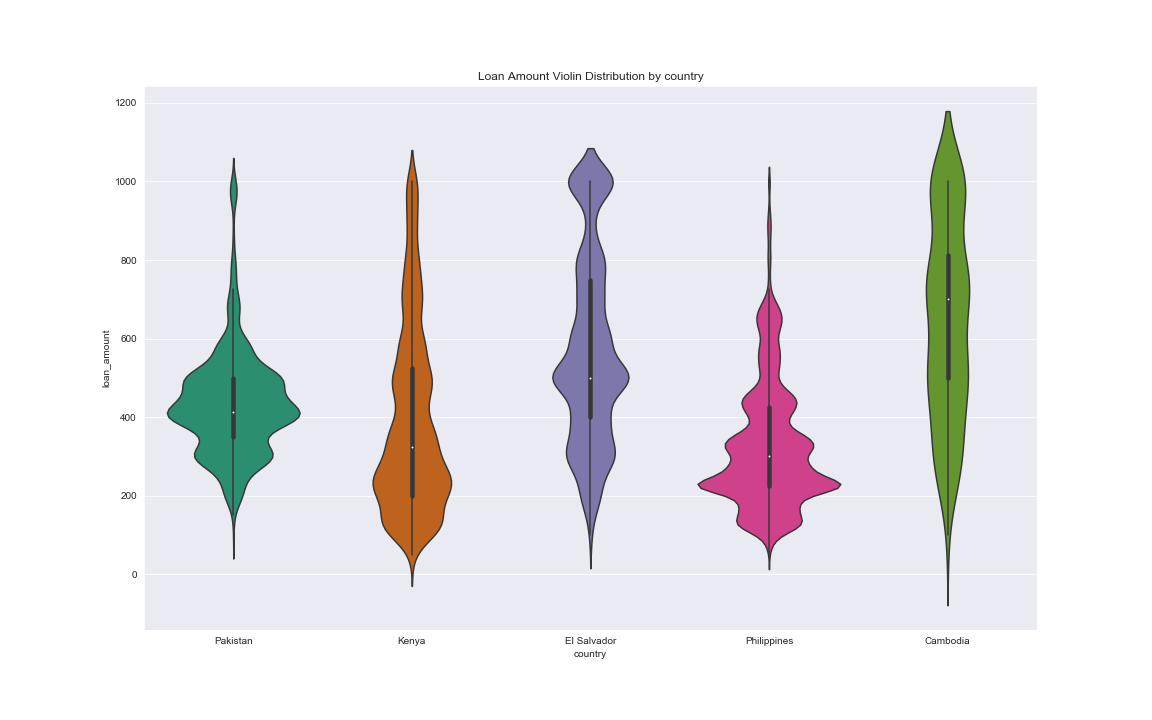 Loan Amount Violin Distribution by country
1200
1000
800
600
400
200
0
loan_amount
Pakistan
Kenya
El Salvador
Philippines
Cambodia
country